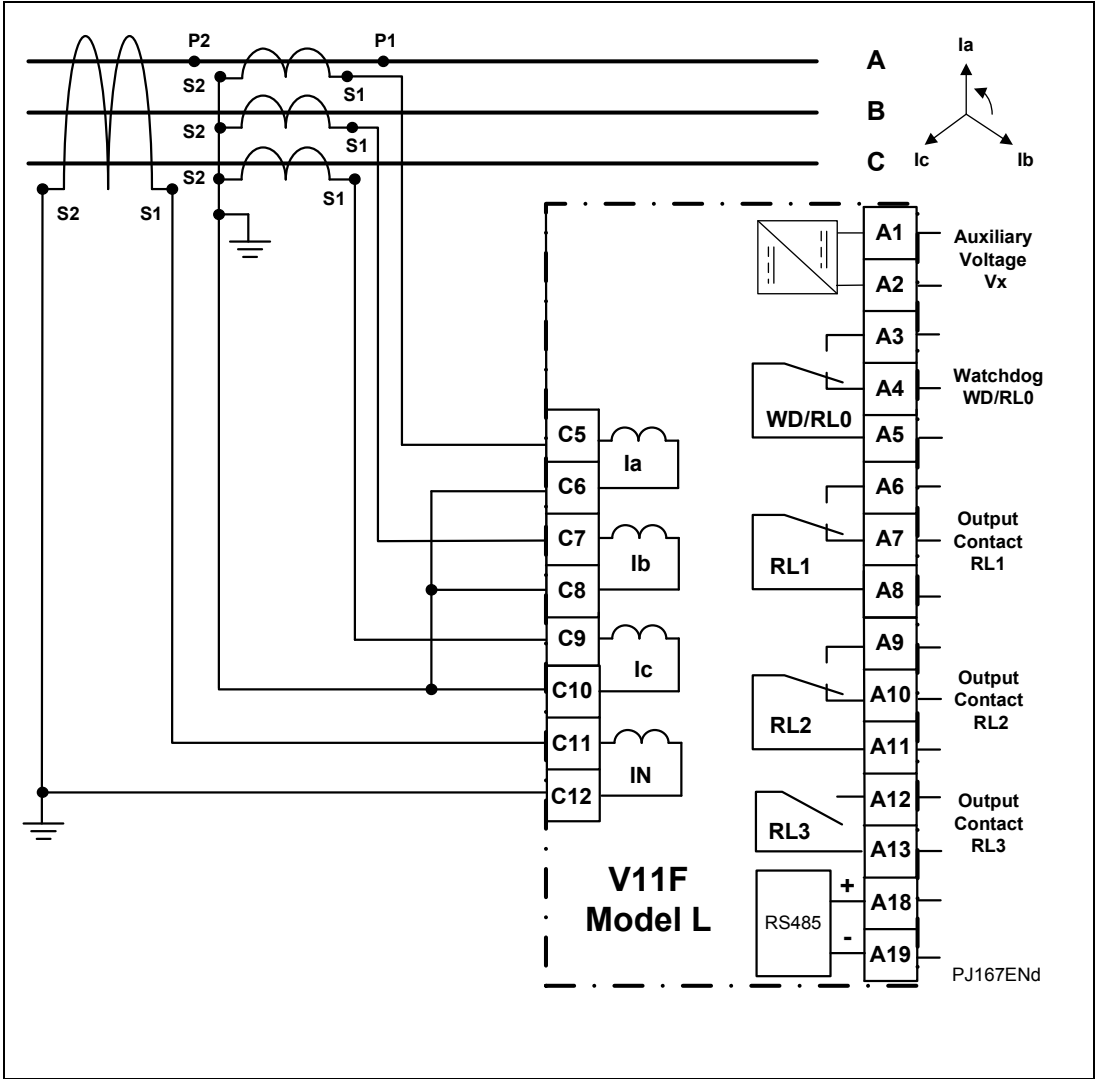 P2
P1
A
Ia
S2
S1
B
S2
S1
C
Ic
Ib
S2
S1
S2
S1
A1
Auxiliary
Voltage
Vx
A2
A3
A4
Watchdog
WD/RL0
WD/RL0
A5
C5
Ia
C6
A6
A7
Output
Contact
RL1
RL1
C7
Ib
C8
A8
C9
Ic
C10
A9
A10
Output
Contact
RL2
RL2
C11
IN
C12
A11
A12
Output
Contact
RL3
RL3
A13
V11F
Model L
RS485
+
-
A18
A19
PJ167ENd